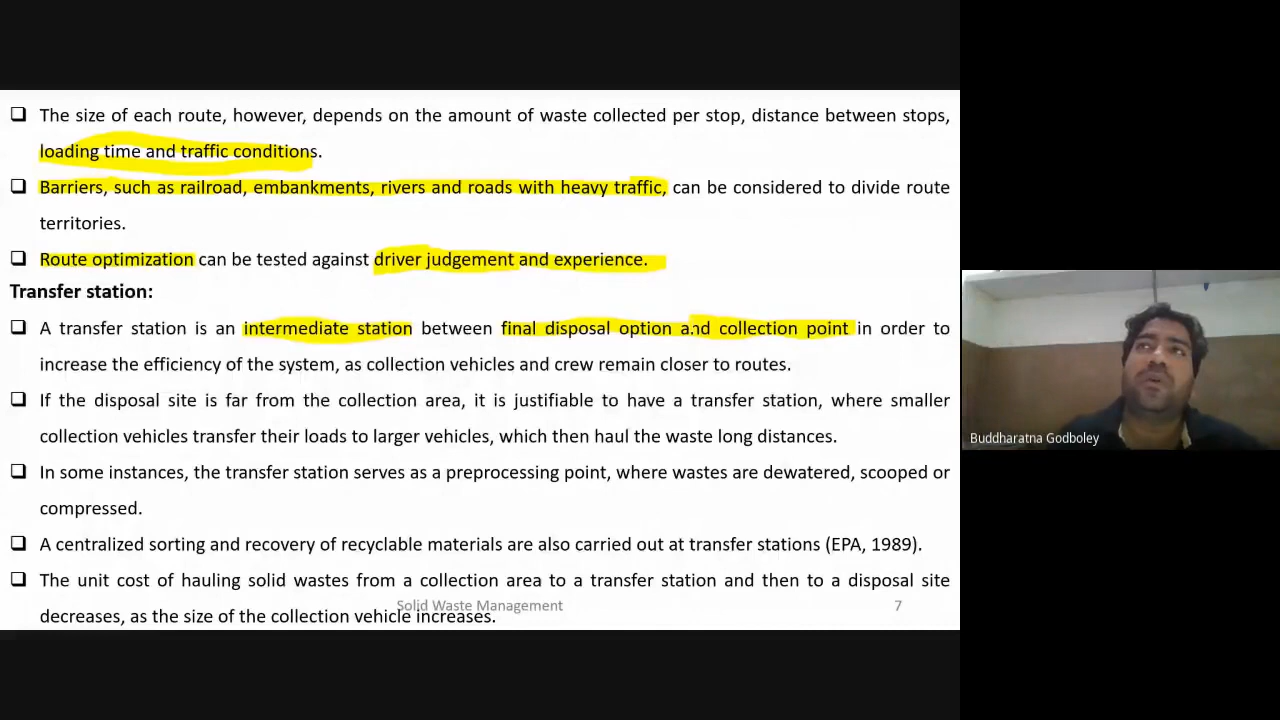 ❑ The size of each route, however, depends on the amount of waste collected per stop, distance between stops,
loading time and traffic conditions.
❑ Barriers, such as railroad, embankments, rivers and roads with heavy traffic, can be considered to divide route
territories.
❑ Route optimization can be tested against driver judgement and experience.
Transfer station:
❑ A transfer station is an intermediate station between final disposal option and collection point in order to
increase the efficiency of the system, as collection vehicles and crew remain closer to routes.
❑ If the disposal site is far from the collection area, it is justifiable to have a transfer station, where smaller
collection vehicles transfer their loads to larger vehicles, which then haul the waste long distances.
❑ In some instances, the transfer station serves as a preprocessing point, where wastes are dewatered, scooped or
compressed.
❑ A centralized sorting and recovery of recyclable materials are also carried out at transfer stations (EPA, 1989).
❑ The unit cost of hauling solid wastes from a collection area to a transfer station and then to a disposal site
decreases, as the size of the collection vehicle increases.
Solid Waste Management
7
Buddharatna Godboley